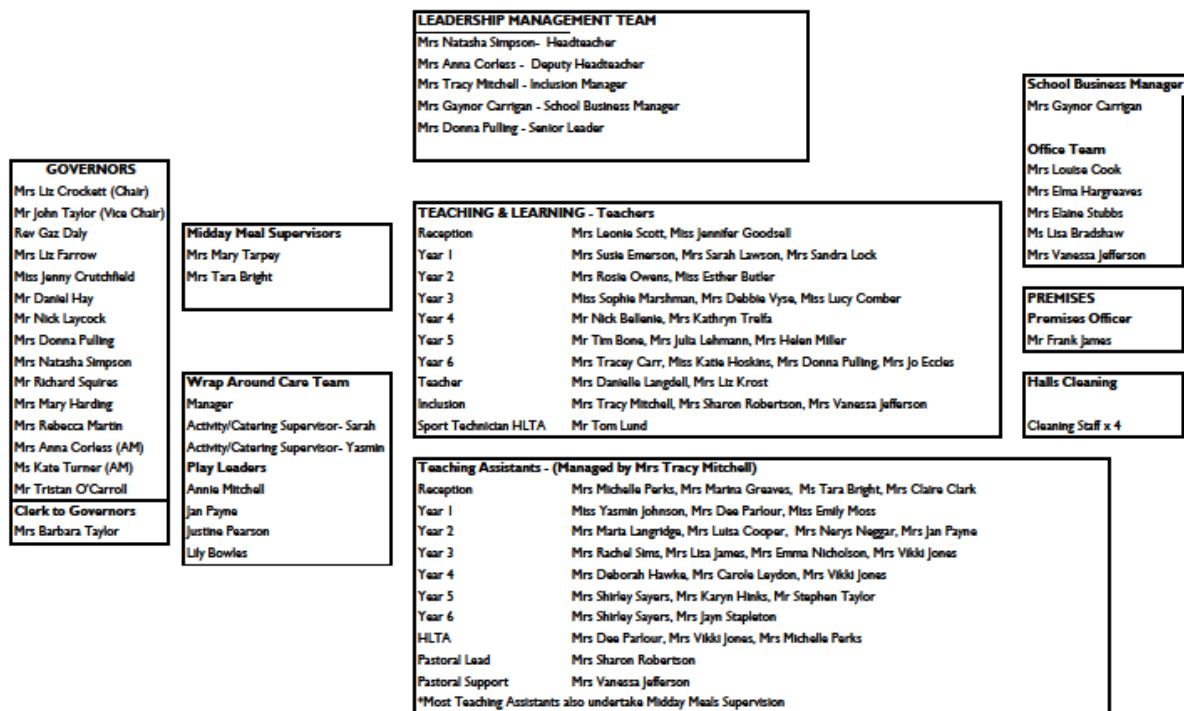 LEADERSHIP MANAGEMENT TEAM
Mrs Natasha Simpson- Headteacher
Mrs Anna Corless - Deputy Headteacher
Mrs Tracy Mitchell - Inclusion Manager
Mrs Gaynor Carrigan - School Business Manager
Mrs Donna Pulling - Senior Leader
School Business Manager
Mrs Gaynor Carrigan
Office Team
Mrs Louise Cook
Mrs Elma Hargreaves
Mrs Elaine Stubbs
Ms Lisa Bradshaw
Mrs Vanessa Jefferson
GOVERNORS
Mrs Liz Crockett (Chair)
Mr John Taylor (Vice Chair)
Rev Gaz Daly
Mrs Liz Farrow
Miss Jenny Crutchfield
Mr Daniel Hay
Mr Nick Laycock
Mrs Donna Pulling
Mrs Natasha Simpson
Mr Richard Squires
Mrs Mary Harding
Mrs Rebecca Martin
Mrs Anna Corless (AM)
Ms Kate Turner (AM)
Mr Tristan O'Carroll
Clerk to Governors
Mrs Barbara Taylor
Midday Meal Supervisors
Mrs Mary Tarpey
Mrs Tara Bright
Wrap Around Care Team
Manager
Activity/Catering Supervisor- Sarah
Activity/Catering Supervisor- Yasmin
Play Leaders
Annie Mitchell
Jan Payne
Justine Pearson
Lily Bowles
TEACHING & LEARNING - Teachers
Reception Mrs Leonie Scott, Miss Jennifer Goodsell
Year 1 Mrs Susie Emerson, Mrs Sarah Lawson, Mrs Sandra Lock
Year 2 Mrs Rosie Owens, Miss Esther Butler
Year 3 Miss Sophie Marshman, Mrs Debbie Vyse, Miss Lucy Comber
Year 4 Mr Nick Bellenie, Mrs Kathryn Trelfa
Year 5 Mr Tim Bone, Mrs Julia Lehmann, Mrs Helen Miller
Year 6 Mrs Tracey Carr, Miss Katie Hoskins, Mrs Donna Pulling, Mrs Jo Eccles
Teacher Mrs Danielle Langdell, Mrs Liz Krost
Inclusion Mrs Tracy Mitchell, Mrs Sharon Robertson, Mrs Vanessa Jefferson
Sport Technician HLTA Mr Tom Lund
PREMISES
Premises Officer
Mr Frank James
Halls Cleaning
Cleaning Staff x 4
Teaching Assistants - (Managed by Mrs Tracy Mitchell)
Reception Mrs Michelle Perks, Mrs Marina Greaves, Ms Tara Bright, Mrs Claire Clark
Year 1 Miss Yasmin Johnson, Mrs Dee Parlour, Miss Emily Moss
Year 2 Mrs Maria Langridge, Mrs Luisa Cooper, Mrs Nerys Neggar, Mrs Jan Payne
Year 3 Mrs Rachel Sims, Mrs Lisa James, Mrs Emma Nicholson, Mrs Vikki Jones
Year 4 Mrs Deborah Hawke, Mrs Carole Leydon, Mrs Vikki Jones
Year 5 Mrs Shirley Sayers, Mrs Karyn Hinks, Mr Stephen Taylor
Year 6 Mrs Shirley Sayers, Mrs Jayn Stapleton
HLTA Mrs Dee Parlour, Mrs Vikki Jones, Mrs Michelle Perks
Pastoral Lead Mrs Sharon Robertson
Pastoral Support Mrs Vanessa Jefferson
*Most Teaching Assistants also undertake Midday Meals Supervision